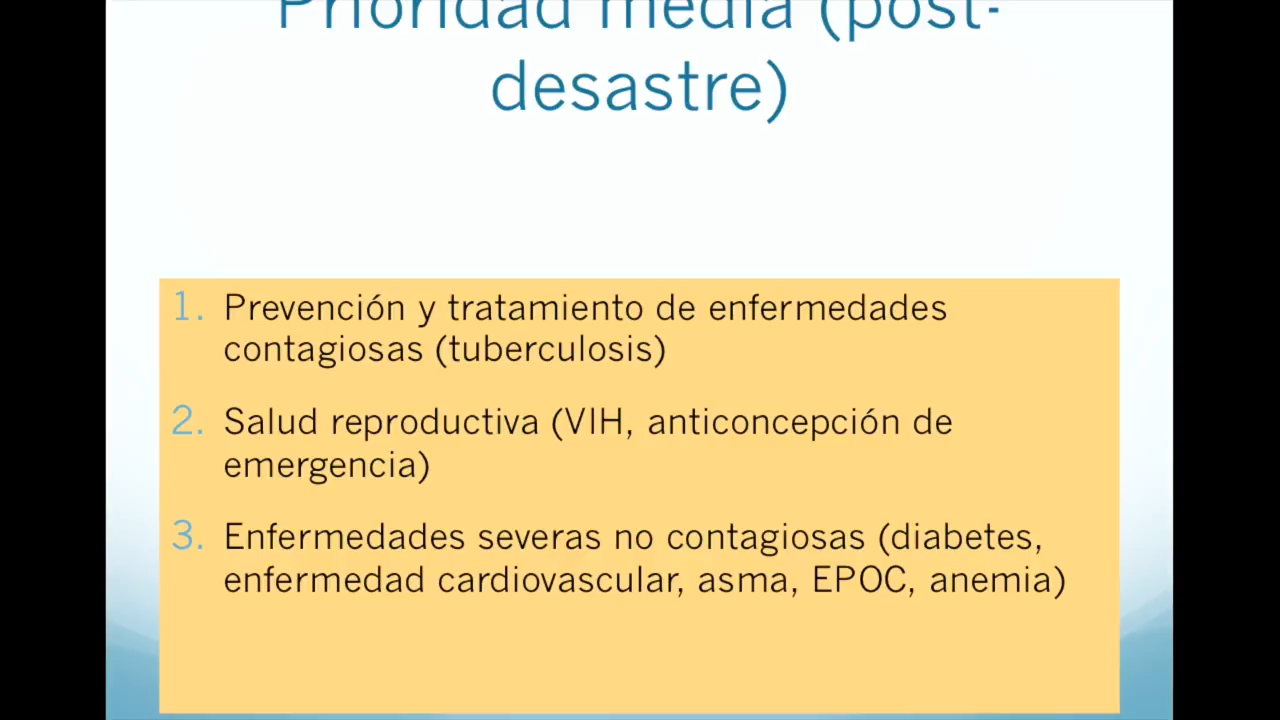 Prioridad media (post-
desastre)
1. Prevención y tratamiento de enfermedades
contagiosas (tuberculosis)
2. Salud reproductiva (VIH, anticoncepción de
emergencia)
3. Enfermedades severas no contagiosas (diabetes,
enfermedad cardiovascular, asma, EPOC, anemia)